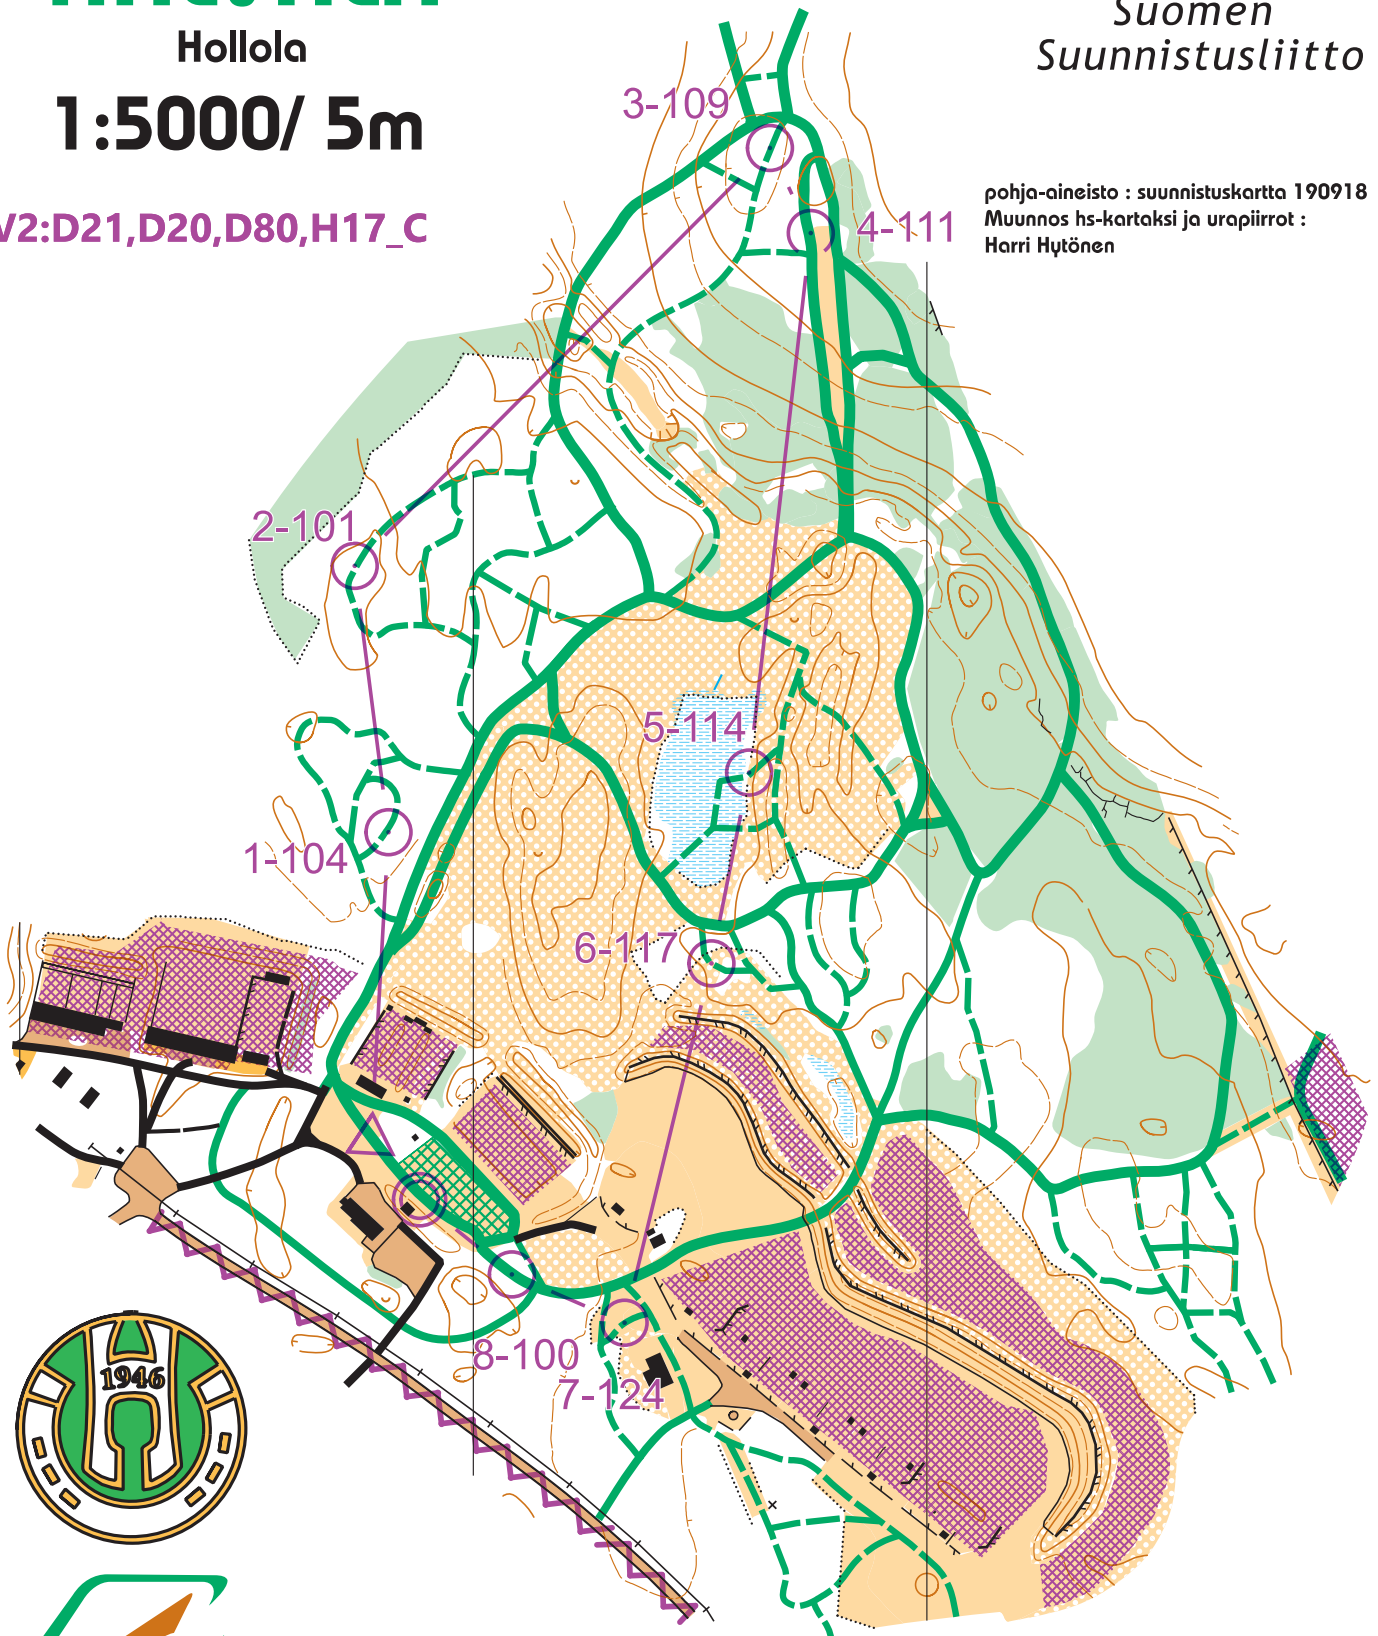 Hollola
1:5000/ 5m
V2:D21,D20,D80,H17_C
Suomen
Suunnistusliitto
pohja-aineisto : suunnistuskartta 190918
Muunnos hs-kartaksi ja urapiirrot :
Harri Hytönen
3-109
4-111
2-101
5-114
1-104
6-117
8-100
7-124
1946